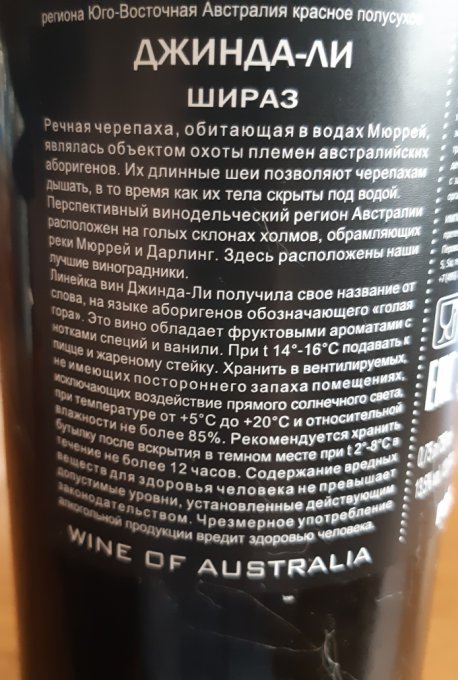 региона Юго-Восточная Австралия красное полусухое
ДЖИНДА-ЛИ
ШИРАЗ
Речная черепаха, обитающая в водах Мюррей,
являлась объектом охоты племен австралийских
аборигенов. Их длинные шеи позволяют черепахам
дышать, в то время как их тела скрыты под водой.
Перспективный винодельческий регион Австралии
расположен на голых склонах холмов, обрамляющих
реки Мюррей и Дарлинг. Здесь расположены наши
лучшие виноградники.
Линейка вин Джинда-Ли получила свое название от
слова, на языке аборигенов обозначающего «голая
гора». Это вино обладает фруктовыми ароматами с
нотками специй и ванили. При t 14°-16°С подавать к
пицце и жареному стейку. Хранить в вентилируемых,
не имеющих постороннего запаха помещениях,
исключающих воздействие прямого солнечного света,
при температуре от +5°С до +20°С и относительной
влажности не более 85%. Рекомендуется хранить
бутылку после вскрытия в темном месте при t 2°-8°С в
течение не более 12 часов. Содержание вредных
веществ для здоровья человека не превышает
допустимые уровни, установленные действующим
законодательством. Чрезмерное употребление
алкогольной продукции вредит здоровью человека.
WINE OF AUSTRALIA